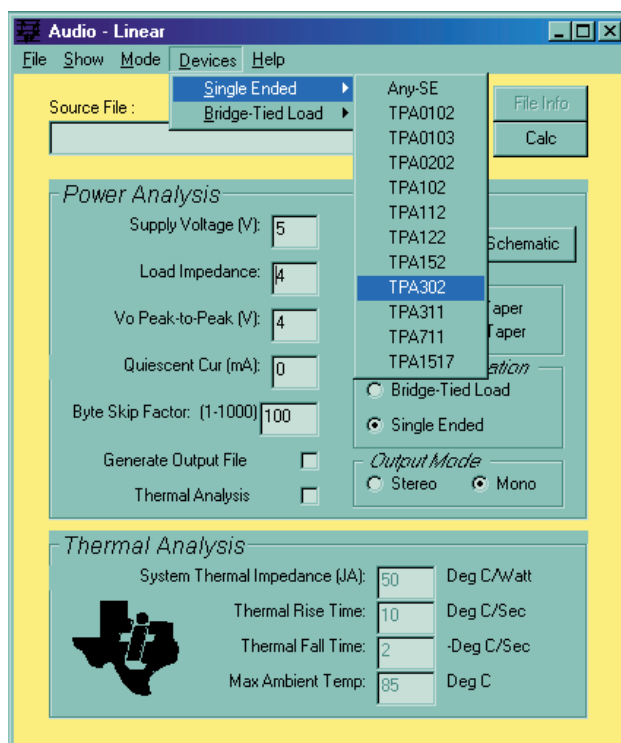 Audio - Linear
File Show Mode Devices Help
Single Ended
Bridge-Tied Load
Any-SE
TPA0102
TPA0103
TPA0202
TPA102
TPA112
TPA122
TPA152
TPA302
TPA311
TPA711
TPA1517
Source File :
File Info
Calc
Power Analysis
Supply Voltage (V): 5
Load Impedance: 4
Vo Peak-to-Peak (V): 4
Quiescent Cur (mA): 0
Byte Skip Factor: (1-1000) 100
Generate Output File
Thermal Analysis
Schematic
Taper
Taper
Bridge-Tied Load
Single Ended
Output Mode
Stereo Mono
Thermal Analysis
System Thermal Impedance (JA): 50 Deg C/Watt
Thermal Rise Time: 10 Deg C/Sec
Thermal Fall Time: 2 -Deg C/Sec
Max Ambient Temp: 85 Deg C